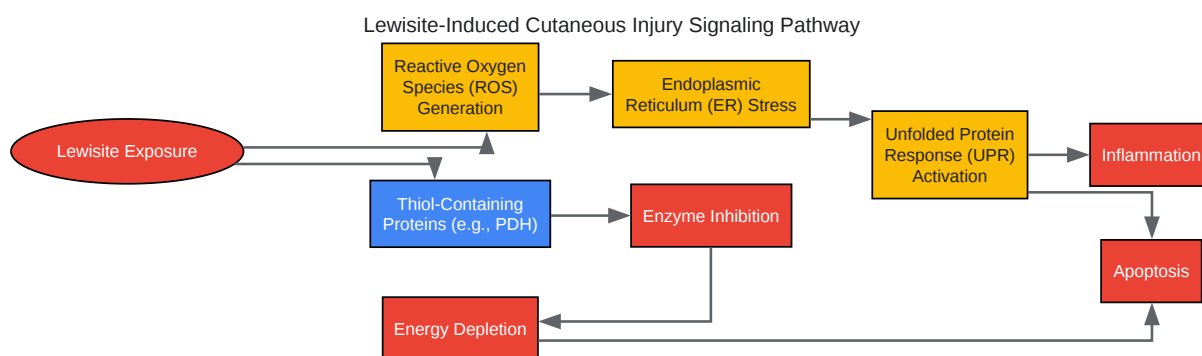 Lewisite-Induced Cutaneous Injury Signaling Pathway
Reactive Oxygen
Species (ROS)
Generation
Endoplasmic
Reticulum (ER) Stress
Unfolded Protein
Response (UPR)
Activation
Inflammation
Lewisite Exposure
Thiol-Containing
Proteins (e.g., PDH)
Enzyme Inhibition
Apoptosis
Energy Depletion